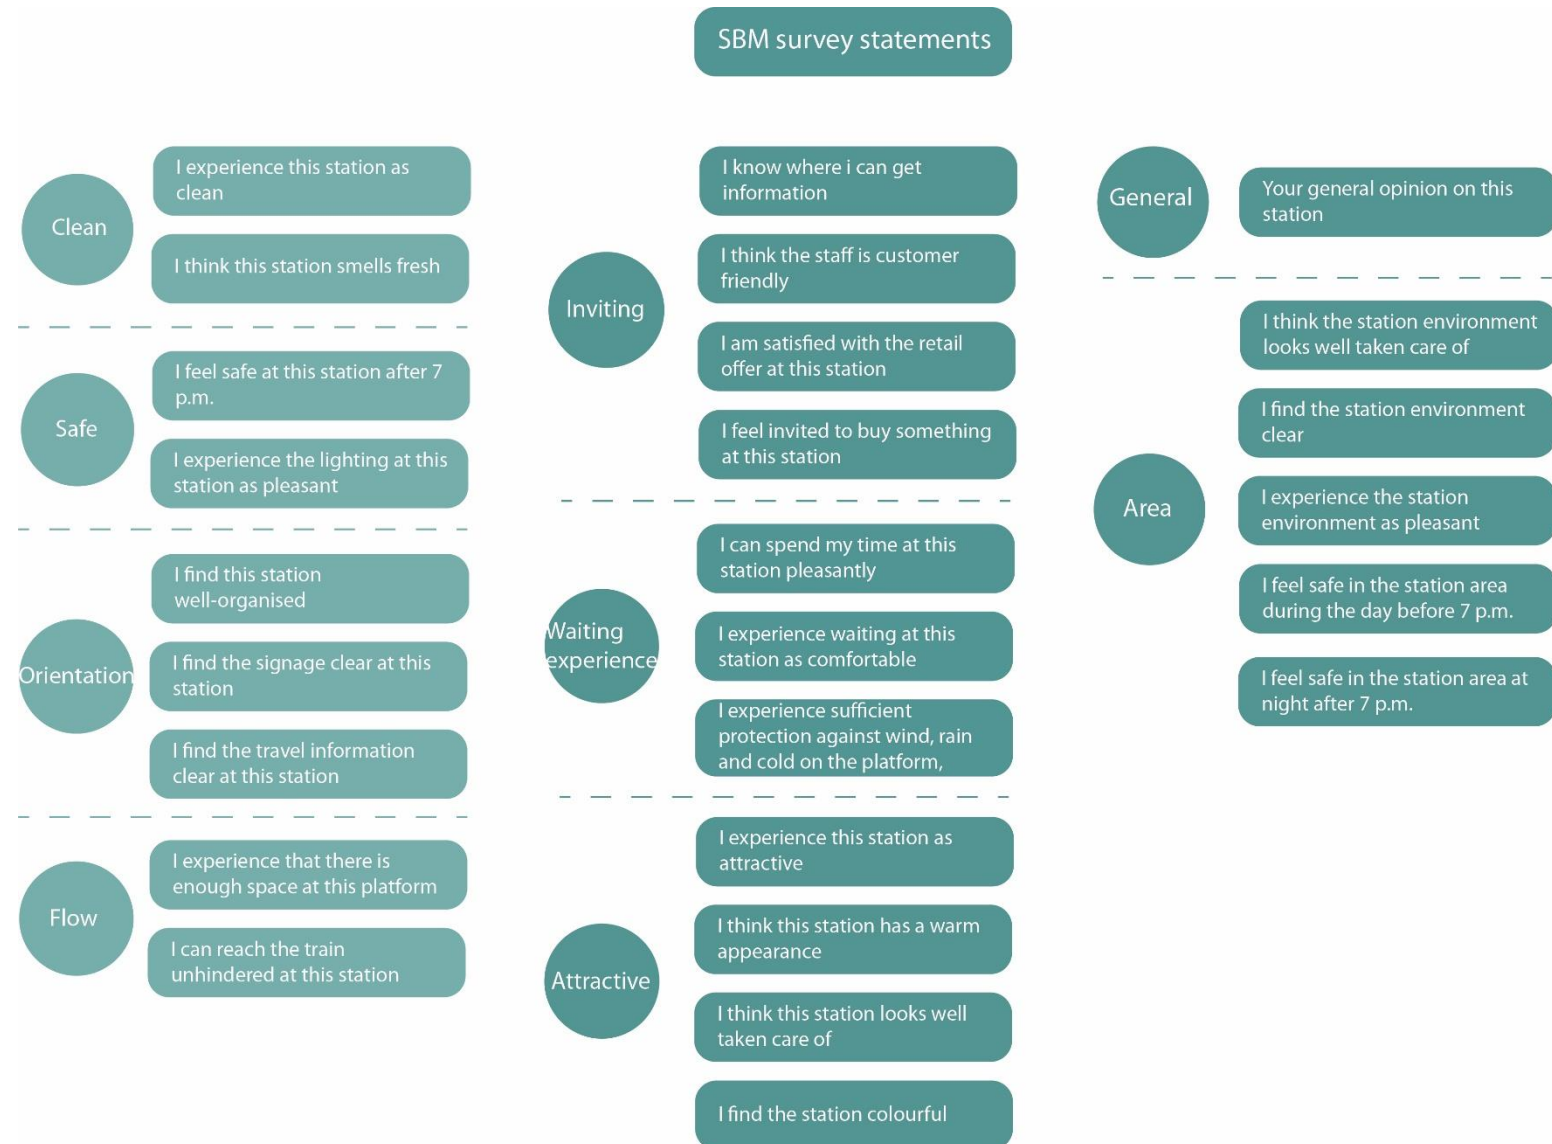 SBM survey statements
Clean
I experience this station as
clean
I think this station smells fresh
Safe
I feel safe at this station after 7
p.m.
I experience the lighting at this
station as pleasant
Orientation
I find this station
well-organised
I find the signage clear at this
station
I find the travel information
clear at this station
Flow
I experience that there is
enough space at this platform
I can reach the train
unhindered at this station
Inviting
I know where i can get
information
I think the staff is customer
friendly
I am satisfied with the retail
offer at this station
I feel invited to buy something
at this station
Waiting
experience
I can spend my time at this
station pleasantly
I experience waiting at this
station as comfortable
I experience sufficient
protection against wind, rain
and cold on the platform,
Attractive
I experience this station as
attractive
I think this station has a warm
appearance
I think this station looks well
taken care of
I find the station colourful
General
Your general opinion on this
station
Area
I think the station environment
looks well taken care of
I find the station environment
clear
I experience the station
environment as pleasant
I feel safe in the station area
during the day before 7 p.m.
I feel safe in the station area at
night after 7 p.m.